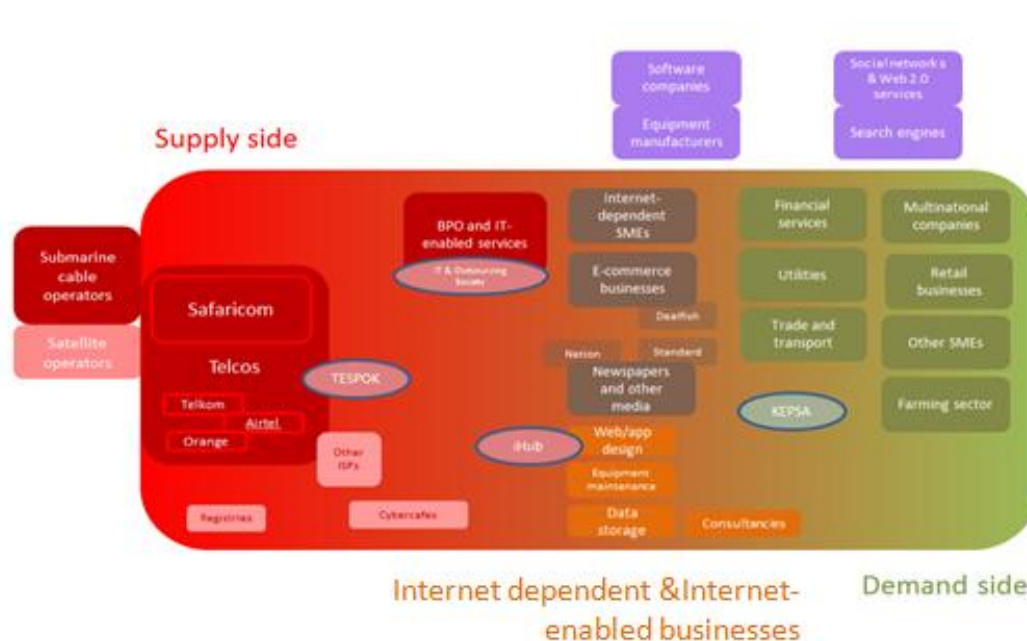 Software
companies
Social networks
& Web 2.0
services
Equipment
manufacturers
Search engines
Supply side
Submarine
cable
operators
Satellite
operators
Safaricom
Telcos
Telkom
Airtel
Orange
TESPOK
Other
ISPs
Registries
Cybercafes
BPO and IT-
enabled services
IT & Outsourcing
Society
iHub
Internet-
dependent
SMEs
E-commerce
businesses
Dealfish
Nation
Standard
Newspapers
and other
media
Web/app
design
Equipment
maintenance
Data
storage
Consultancies
Financial
services
Utilities
Trade and
transport
KEPSA
Multinational
companies
Retail
businesses
Other SMEs
Farming sector
Internet dependent &Internet-
enabled businesses
Demand side